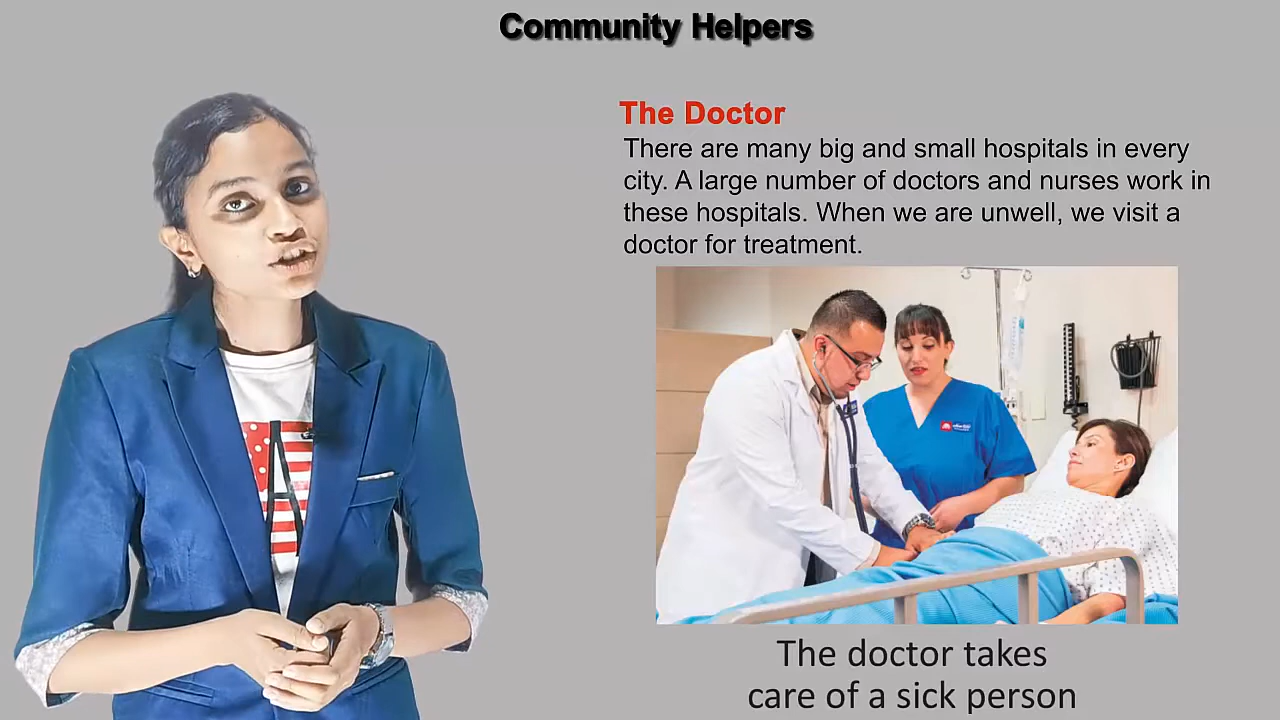 Community Helpers
The Doctor
There are many big and small hospitals in every
city. A large number of doctors and nurses work in
these hospitals. When we are unwell, we visit a
doctor for treatment.
A
The doctor takes
care of a sick person